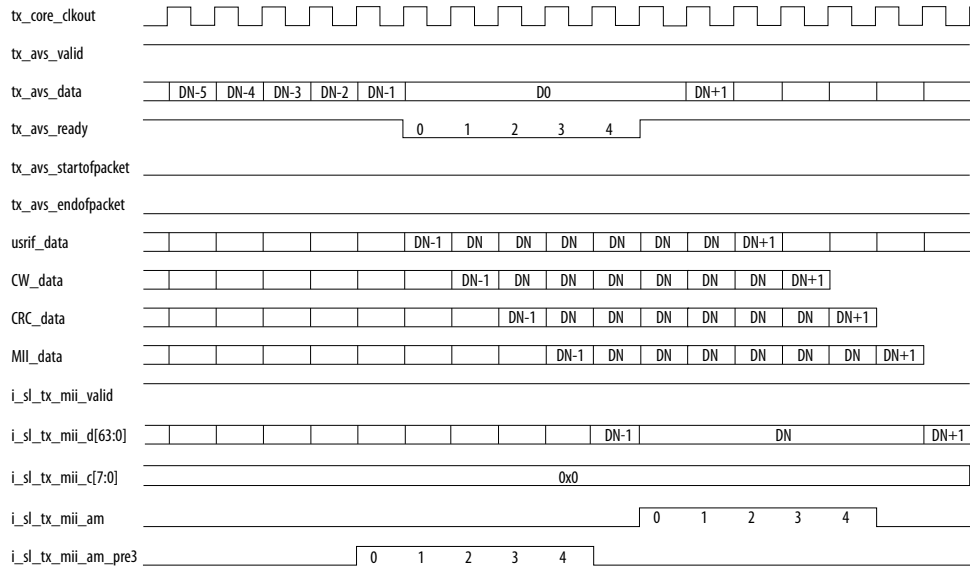 tx_core_clkout
tx_avs_valid
tx_avs_data DN-5 DN-4 DN-3 DN-2 DN-1 D0 DN+1
tx_avs_ready 0 1 2 3 4
tx_avs_startofpacket
tx_avs_endofpacket
usrif_data DN-1 DN DN DN DN DN DN DN+1
CW_data DN-1 DN DN DN DN DN DN DN+1
CRC_data DN-1 DN DN DN DN DN DN DN+1
MII_data DN-1 DN DN DN DN DN DN DN+1
i_sl_tx_mii_valid
i_sl_tx_mii_d[63:0] DN-1 DN DN+1
i_sl_tx_mii_c[7:0] 0x0
i_sl_tx_mii_am 0 1 2 3 4
i_sl_tx_mii_am_pre3 0 1 2 3 4